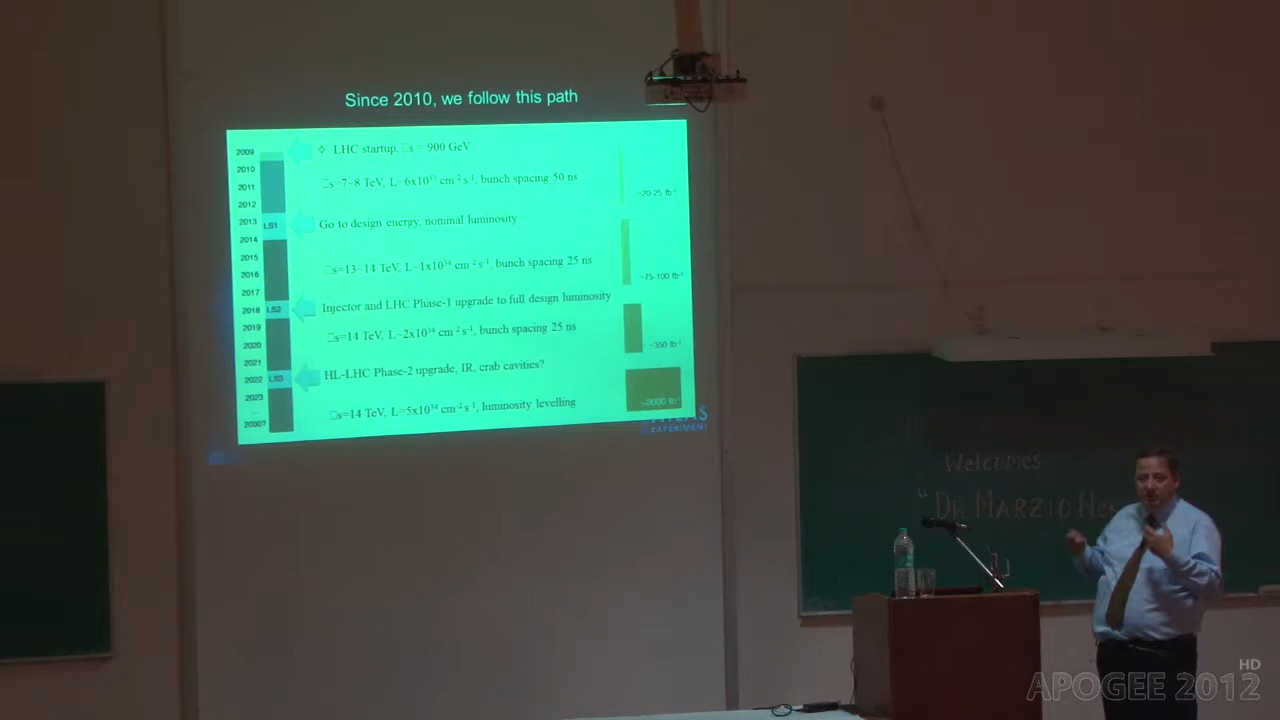 Since 2010, we follow this path
2009
2010
2011
2012
2013
2014
2015
2016
2017
2018
2019
2020
2021
2022
2023
...
2030?
LS1
LS2
LS3
❖ LHC startup, □s = 900 GeV
□s=7~8 TeV, L=6x10³³ cm⁻²s⁻¹, bunch spacing 50 ns
~20-25 fb⁻¹
Go to design energy, nominal luminosity
□s=13~14 TeV, L~1x10³⁴ cm⁻²s⁻¹, bunch spacing 25 ns
~75-100 fb⁻¹
Injector and LHC Phase-1 upgrade to full design luminosity
□s=14 TeV, L~2x10³⁴ cm⁻²s⁻¹, bunch spacing 25 ns
~350 fb⁻¹
HL-LHC Phase-2 upgrade, IR, crab cavities?
□s=14 TeV, L=5x10³⁴ cm⁻²s⁻¹, luminosity levelling
~3000 fb⁻¹
ATLAS
EXPERIMENT
Welcomes
"DR MARZIO
HD
APOGEE 2012